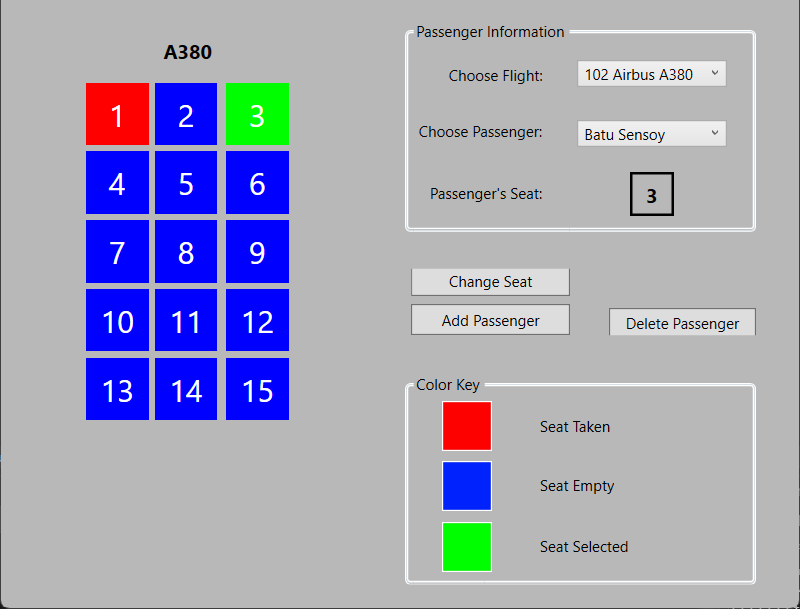 A380
1 2 3
4 5 6
7 8 9
10 11 12
13 14 15
Passenger Information
Choose Flight: 102 Airbus A380
Choose Passenger: Batu Sensoy
Passenger's Seat: 3
Change Seat
Add Passenger Delete Passenger
Color Key
Seat Taken
Seat Empty
Seat Selected